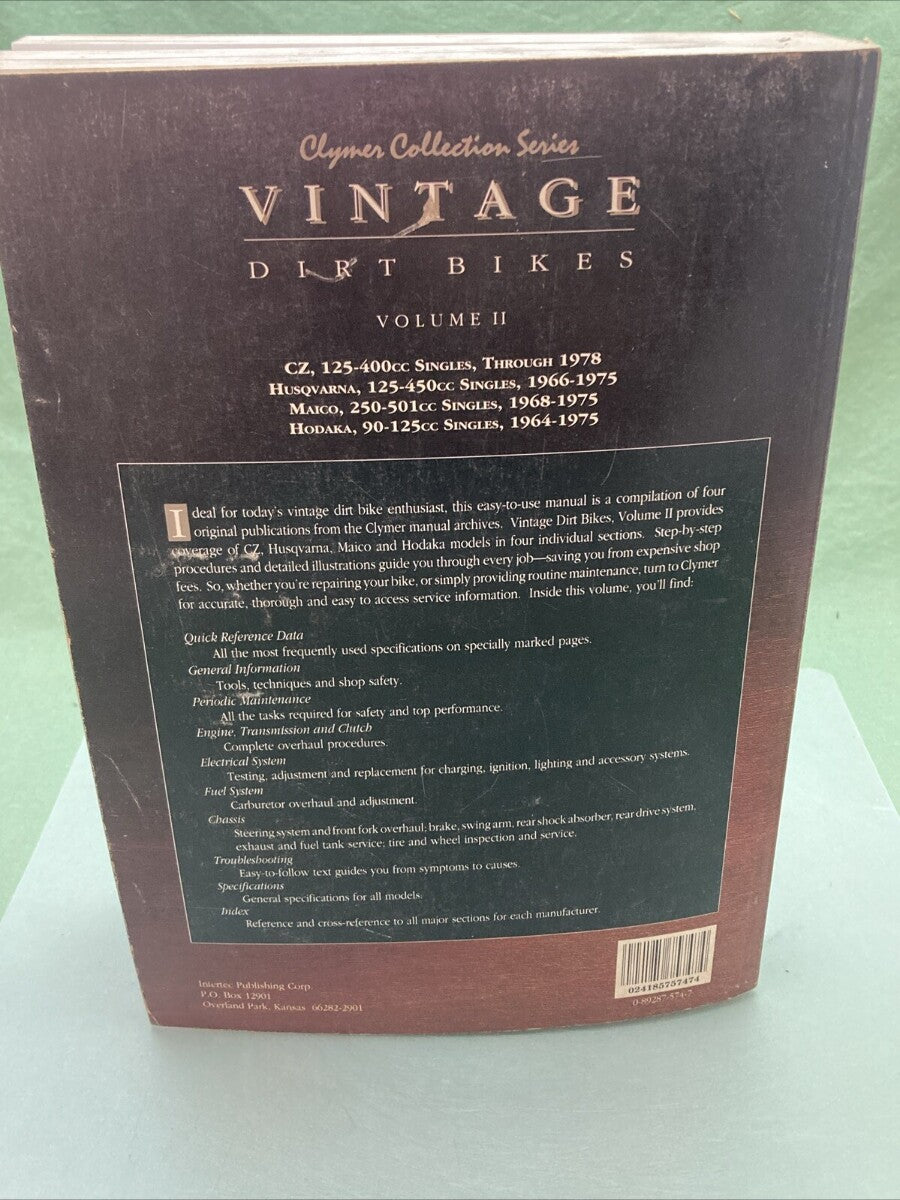 Clymer Collection Series
VINTAGE
DIRT BIKES
VOLUME II
CZ, 125-400CC SINGLES, THROUGH 1978
HUSQVARNA, 125-450CC SINGLES, 1966-1975
MAICO, 250-501CC SINGLES, 1968-1975
HODAKA, 90-125CC SINGLES, 1964-1975
Ideal for today's vintage dirt bike enthusiast, this easy-to-use manual is a compilation of four
original publications from the Clymer manual archives. Vintage Dirt Bikes, Volume II provides
coverage of CZ, Husqvarna, Maico and Hodaka models in four individual sections. Step-by-step
procedures and detailed illustrations guide you through every job—saving you from expensive shop
fees. So, whether you're repairing your bike, or simply providing routine maintenance, turn to Clymer
for accurate, thorough and easy to access service information. Inside this volume, you'll find:
Quick Reference Data
All the most frequently used specifications on specially marked pages.
General Information
Tools, techniques and shop safety.
Periodic Maintenance
All the tasks required for safety and top performance.
Engine, Transmission and Clutch
Complete overhaul procedures.
Electrical System
Testing, adjustment and replacement for charging, ignition, lighting and accessory systems.
Fuel System
Carburetor overhaul and adjustment.
Chassis
Steering system and front fork overhaul; brake, swing arm, rear shock absorber, rear drive system,
exhaust and fuel tank service; tire and wheel inspection and service.
Troubleshooting
Easy-to-follow text guides you from symptoms to causes.
Specifications
General specifications for all models.
Index
Reference and cross-reference to all major sections for each manufacturer.
Intertec Publishing Corp.
P.O. Box 12901
Overland Park, Kansas 66282-2901
024185757474
0-89287-574-7